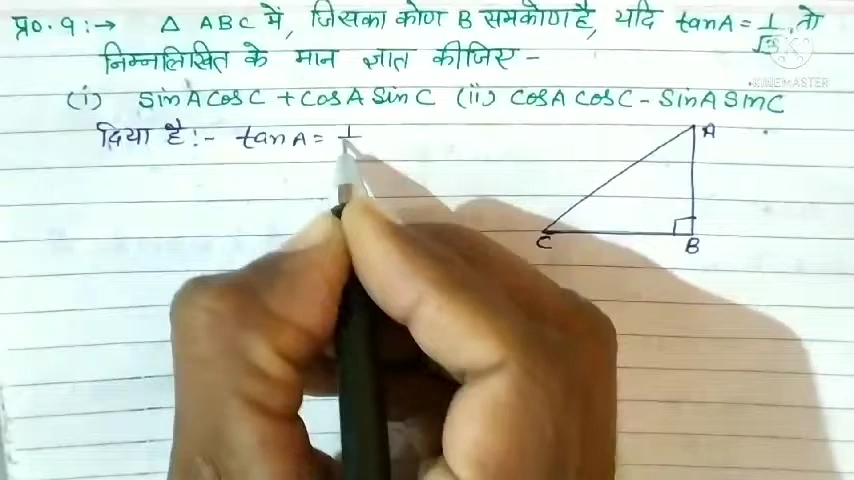 प्र०.9:→ △ ABC में, जिसका कोण B समकोण है, यदि tanA = 1/√3, तो
निम्नलिखित के मान ज्ञात कीजिए -
KINEMASTER
(i) sinA cosC + cosA sinC (ii) cosA cosC - sinA sinC
दिया है:- tanA = 1
A
C
B